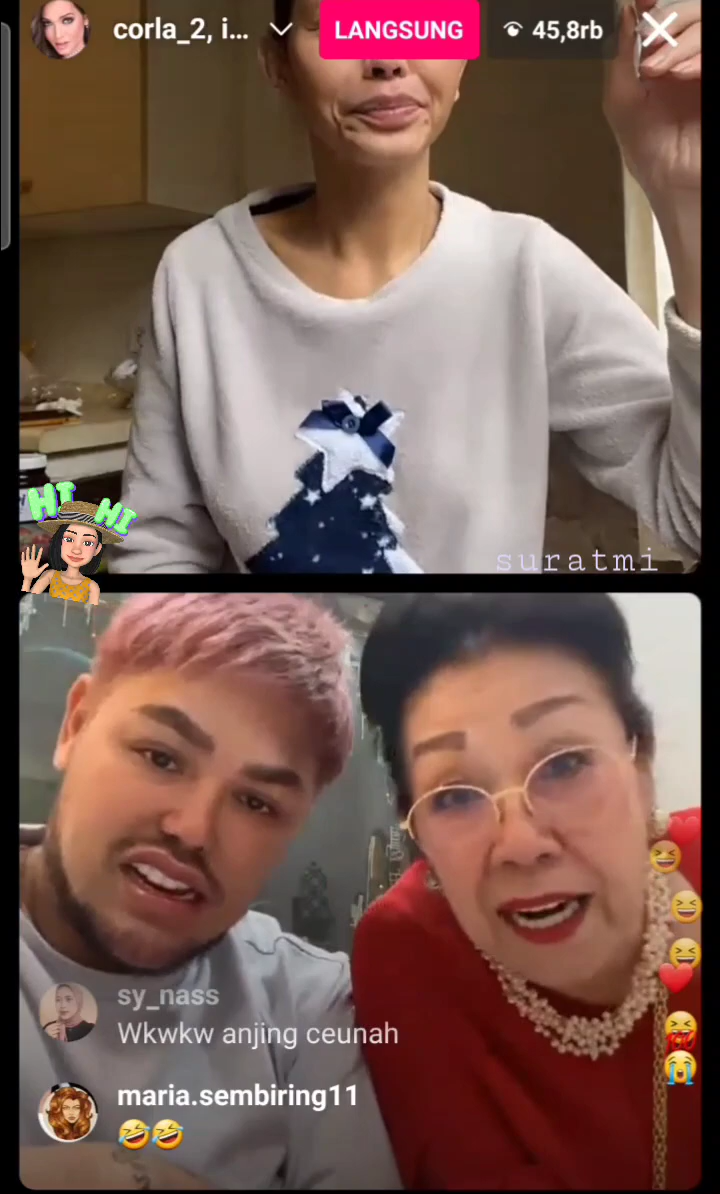 corla_2, i...
LANGSUNG
45,8rb
HI HI
suratmi
sy_nass
Wkwkw anjing ceunah
maria.sembiring11